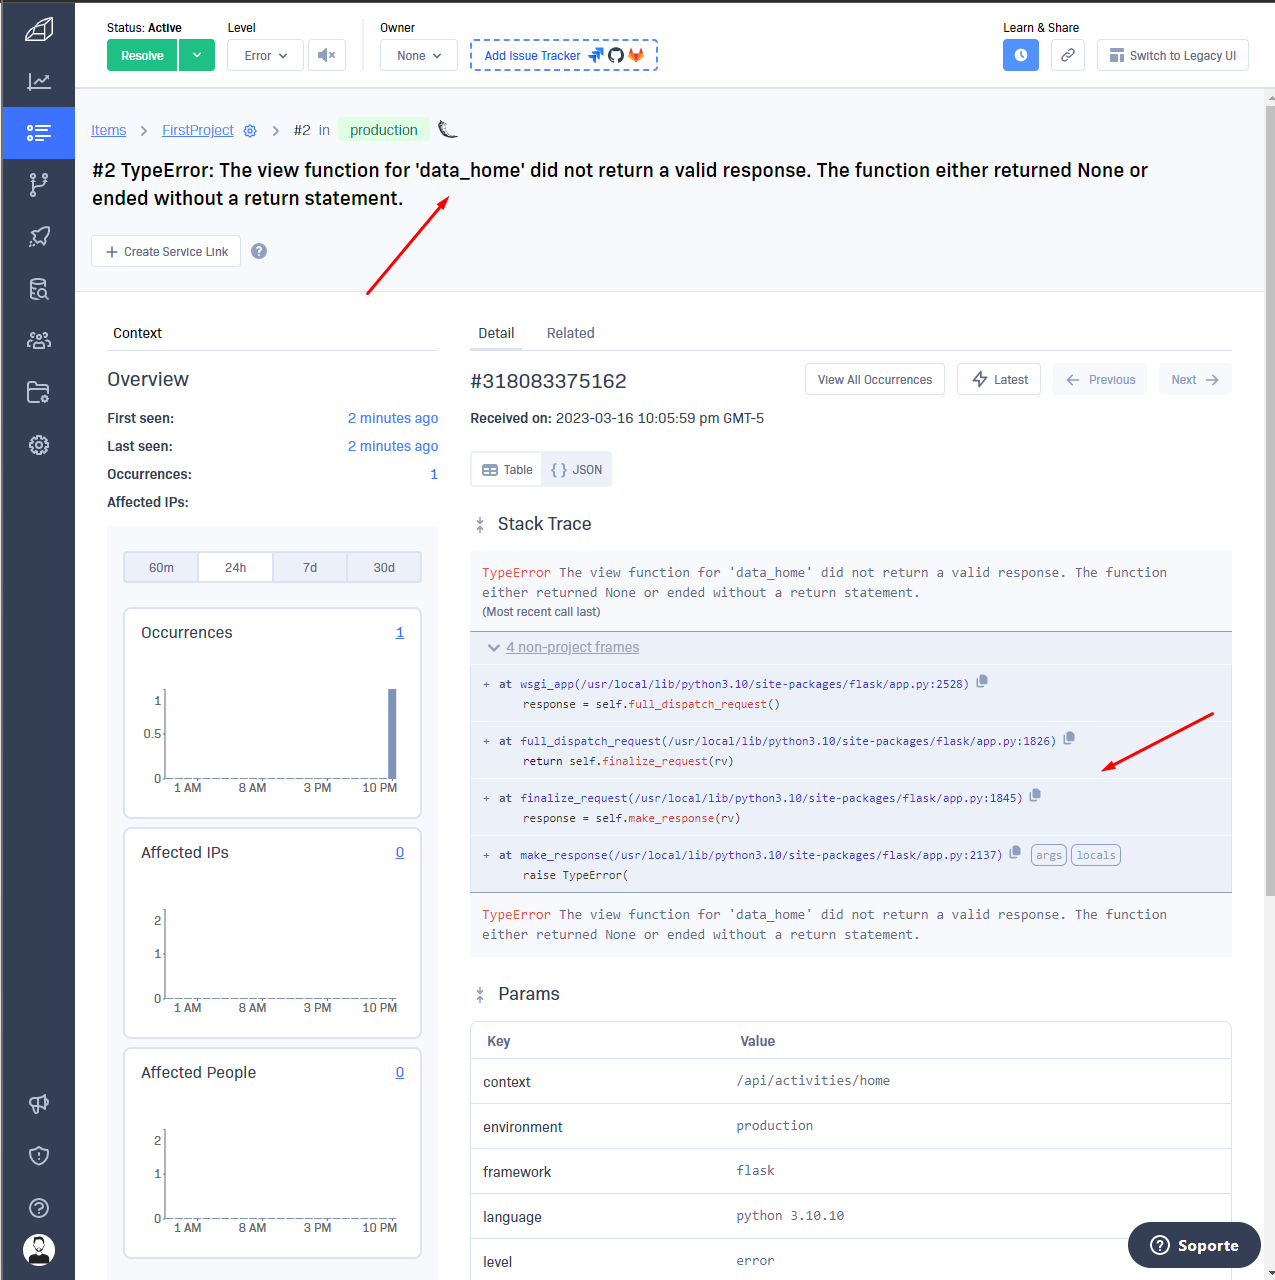 Status: Active
Level
Owner
Learn & Share
Resolve
Error
None
Add Issue Tracker
Switch to Legacy UI
Items > FirstProject > #2 in production
#2 TypeError: The view function for 'data_home' did not return a valid response. The function either returned None or
ended without a return statement.
+ Create Service Link ?
Context
Overview
First seen: 2 minutes ago
Last seen: 2 minutes ago
Occurrences: 1
Affected IPs:
60m 24h 7d 30d
Occurrences 1
1
0.5
0
1 AM 8 AM 3 PM 10 PM
Affected IPs 0
2
1
0
1 AM 8 AM 3 PM 10 PM
Affected People 0
2
1
0
1 AM 8 AM 3 PM 10 PM
Detail Related
#318083375162
View All Occurrences
Latest
Previous
Next
Received on: 2023-03-16 10:05:59 pm GMT-5
Table { } JSON
Stack Trace
TypeError The view function for 'data_home' did not return a valid response. The function
either returned None or ended without a return statement.
(Most recent call last)
4 non-project frames
+ at wsgi_app(/usr/local/lib/python3.10/site-packages/flask/app.py:2528)
response = self.full_dispatch_request()
+ at full_dispatch_request(/usr/local/lib/python3.10/site-packages/flask/app.py:1826)
return self.finalize_request(rv)
+ at finalize_request(/usr/local/lib/python3.10/site-packages/flask/app.py:1845)
response = self.make_response(rv)
+ at make_response(/usr/local/lib/python3.10/site-packages/flask/app.py:2137) args locals
raise TypeError(
TypeError The view function for 'data_home' did not return a valid response. The function
either returned None or ended without a return statement.
Params
Key Value
context /api/activities/home
environment production
framework flask
language python 3.10.10
level error
? Soporte